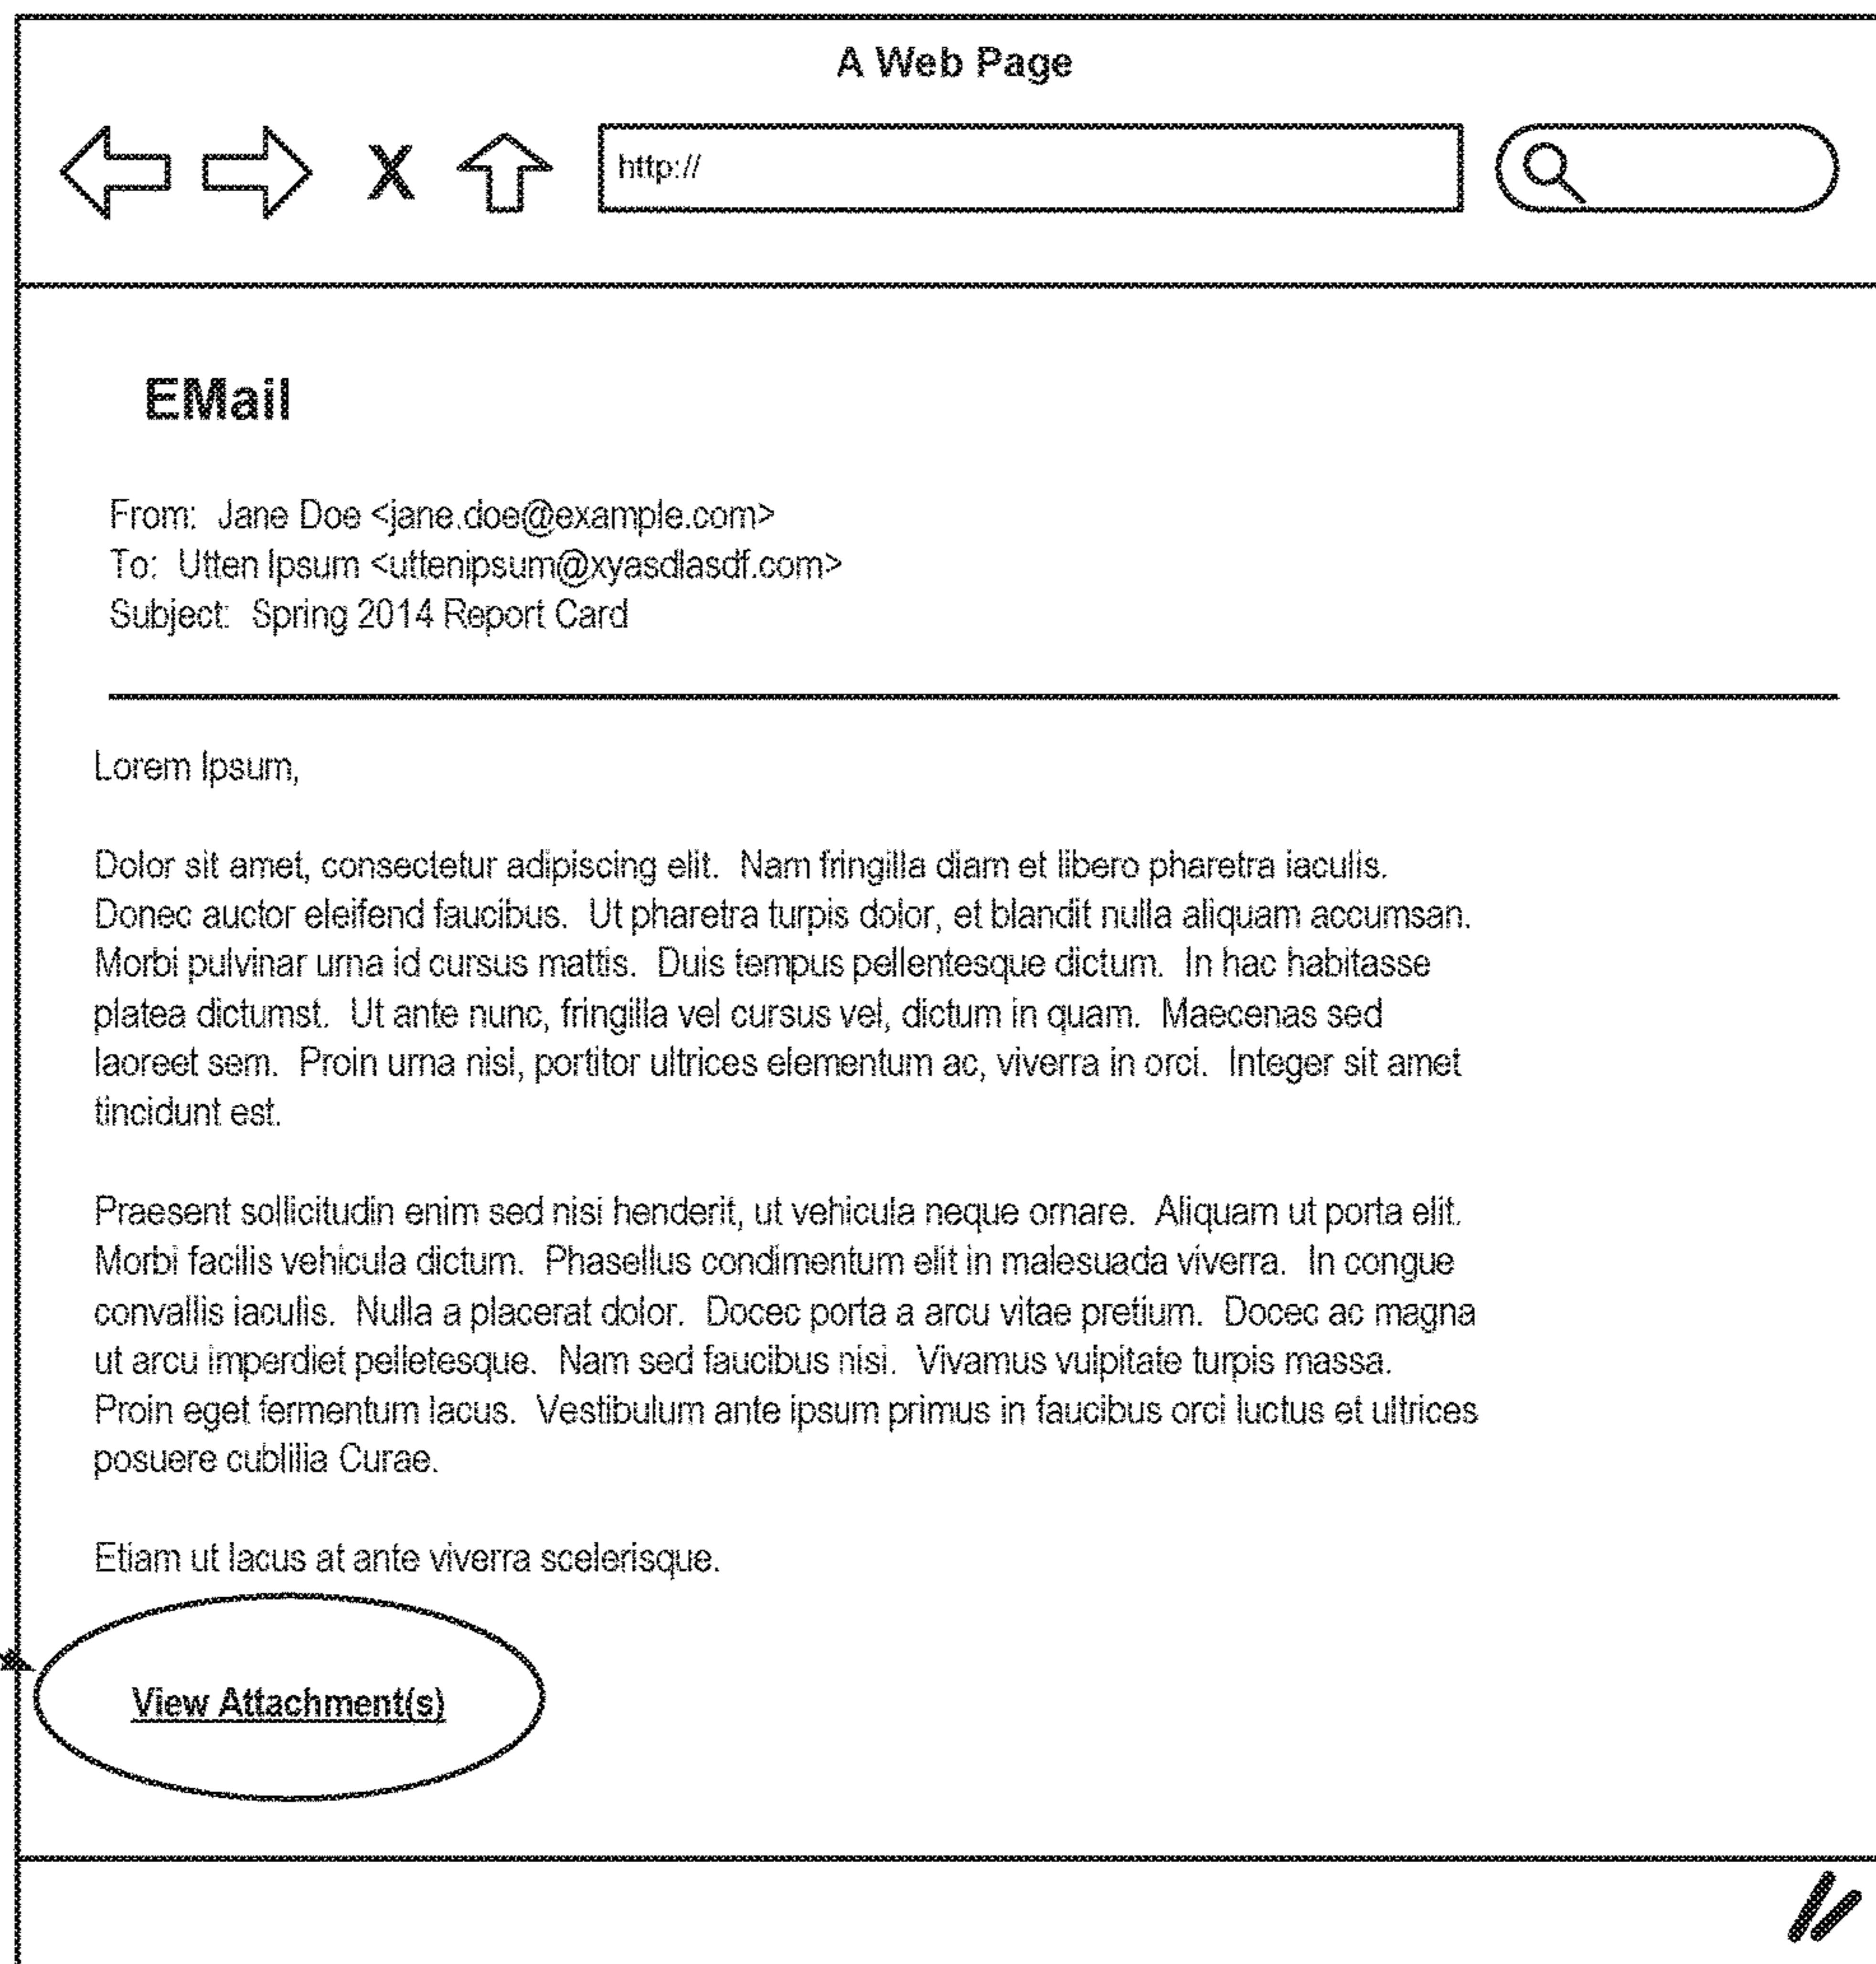 A Web Page
X
http://
EMail
From: Jane Doe <jane.doe@example.com>
To: Utten Ipsum <uttenipsum@xyasdlasdf.com>
Subject: Spring 2014 Report Card
Lorem Ipsum,
Dolor sit amet, consectetur adipiscing elit. Nam fringilla diam et libero pharetra iaculis.
Donec auctor eleifend faucibus. Ut pharetra turpis dolor, et blandit nulla aliquam accumsan.
Morbi pulvinar urna id cursus mattis. Duis tempus pellentesque dictum. In hac habitasse
platea dictumst. Ut ante nunc, fringilla vel cursus vel, dictum in quam. Maecenas sed
laoreet sem. Proin urna nisl, portitor ultrices elementum ac, viverra in orci. Integer sit amet
tincidunt est.
Praesent sollicitudin enim sed nisi henderit, ut vehicula neque ornare. Aliquam ut porta elit.
Morbi facilis vehicula dictum. Phasellus condimentum elit in malesuada viverra. In congue
convallis iaculis. Nulla a placerat dolor. Docec porta a arcu vitae pretium. Docec ac magna
ut arcu imperdiet pelletesque. Nam sed faucibus nisi. Vivamus vulpitate turpis massa.
Proin eget fermentum lacus. Vestibulum ante ipsum primus in faucibus orci luctus et ultrices
posuere cublilia Curae.
Etiam ut lacus at ante viverra scelerisque.
View Attachment(s)